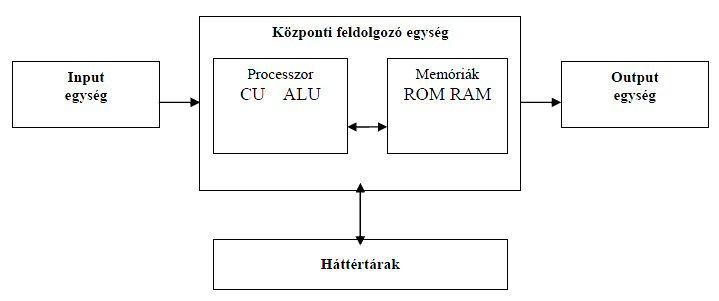 Központi feldolgozó egység
Input
egység
Processzor
CU ALU
Memóriák
ROM RAM
Output
egység
Háttértárak